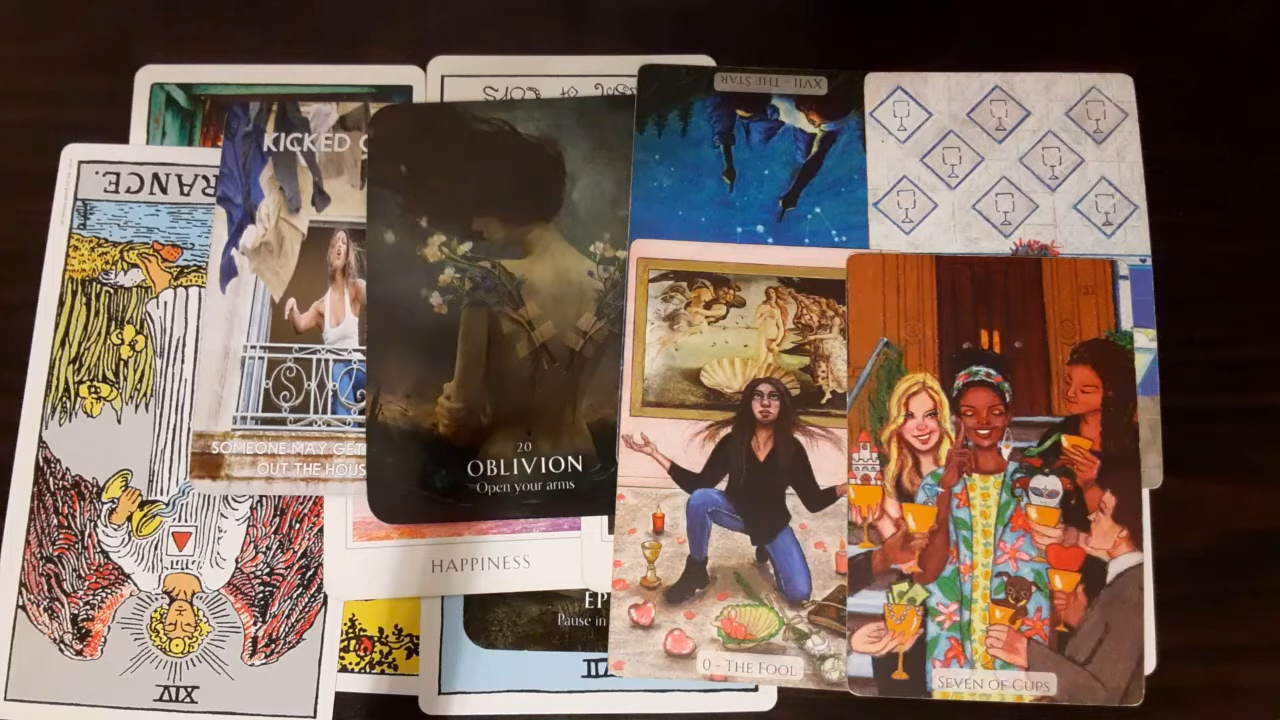 XVII - THE STAR
RANCE.
KICKED
SOMEONE MAY GET
OUT THE HOUS
20
OBLIVION
Open your arms
HAPPINESS
EP
Pause in
0 - THE FOOL
SEVEN OF CUPS
XIV